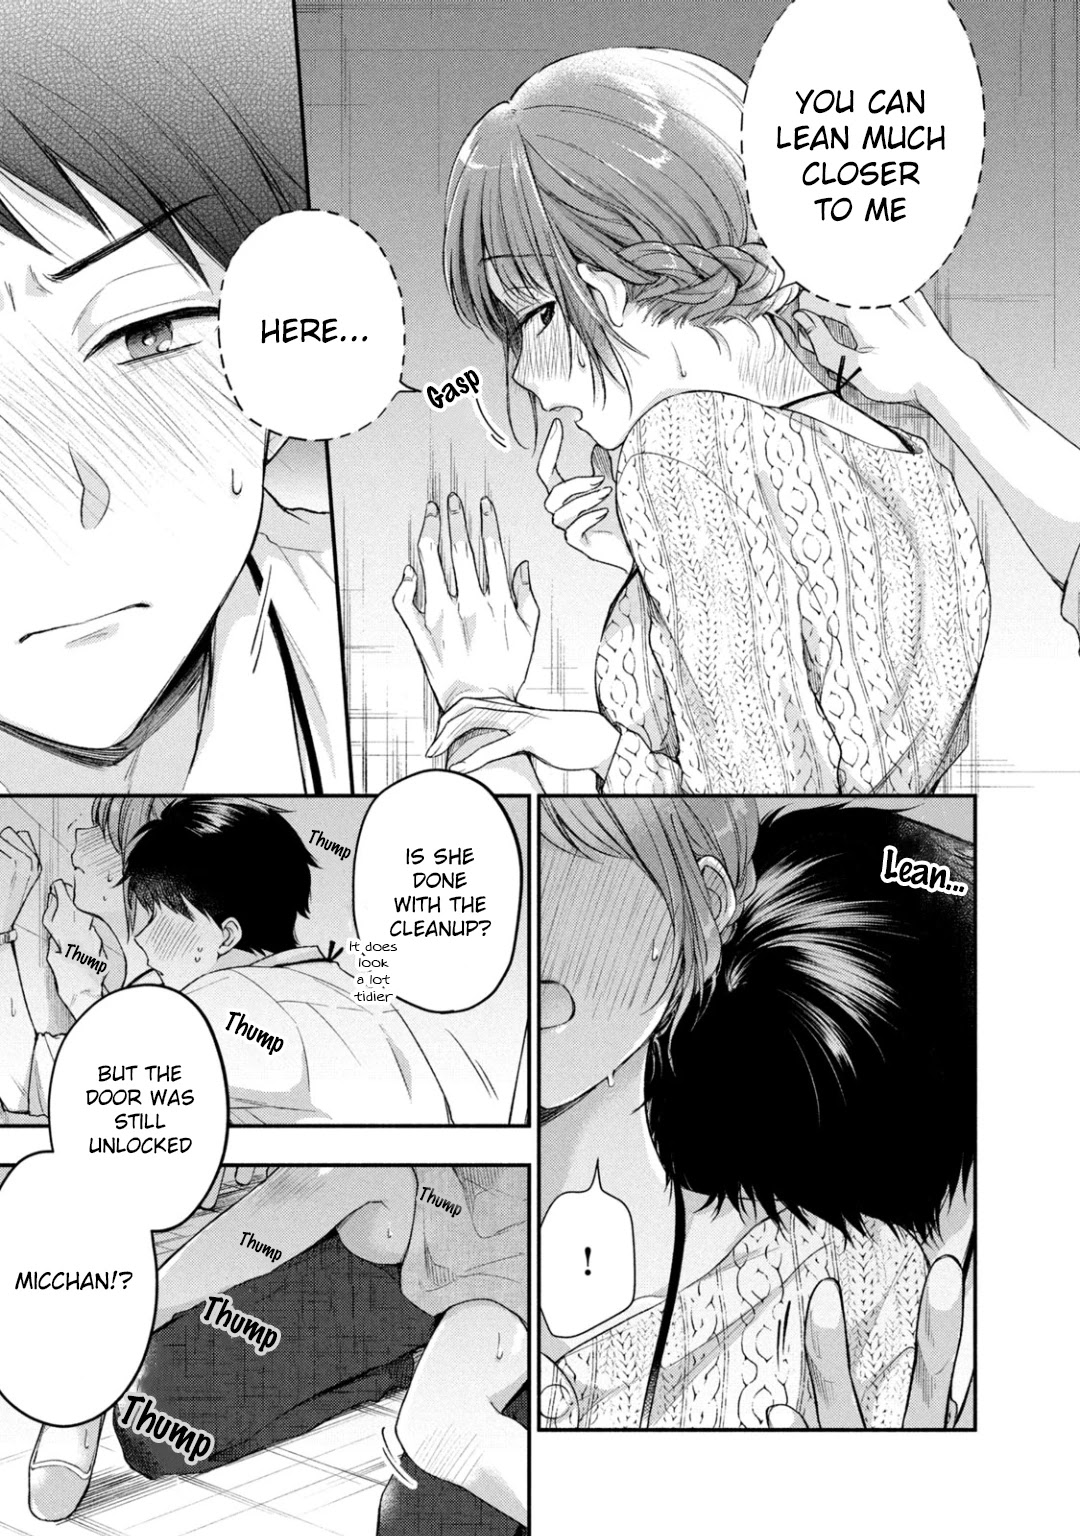 YOU CAN
LEAN MUCH
CLOSER
TO ME
HERE...
Gasp
Lean...
!
IS SHE
DONE
WITH THE
CLEANUP?
It does
look
a lot
tidier
Thump
Thump
Thump
BUT THE
DOOR WAS
STILL
UNLOCKED
MICCHAN!?
Thump
Thump
Thump
Thump